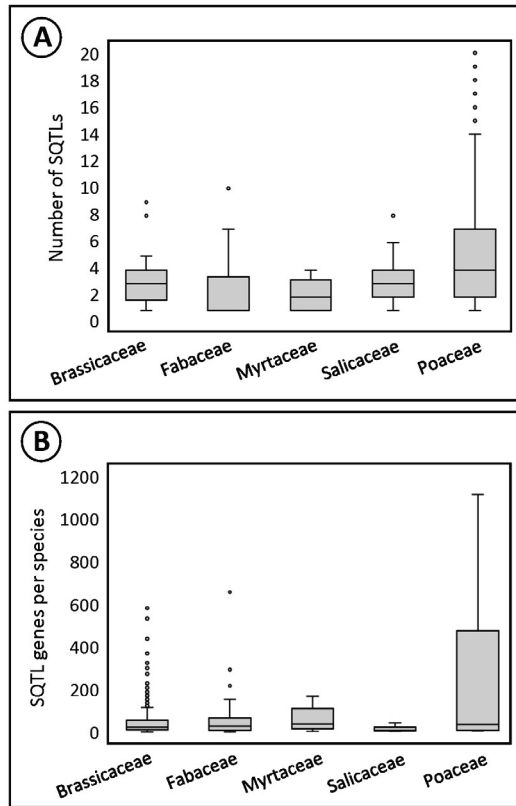 A
Number of SQTLs
20
18
16
14
12
10
8
6
4
2
0
Brassicaceae
Fabaceae
Myrtaceae
Salicaceae
Poaceae
B
SQTL genes per species
1200
1000
800
600
400
200
0
Brassicaceae
Fabaceae
Myrtaceae
Salicaceae
Poaceae